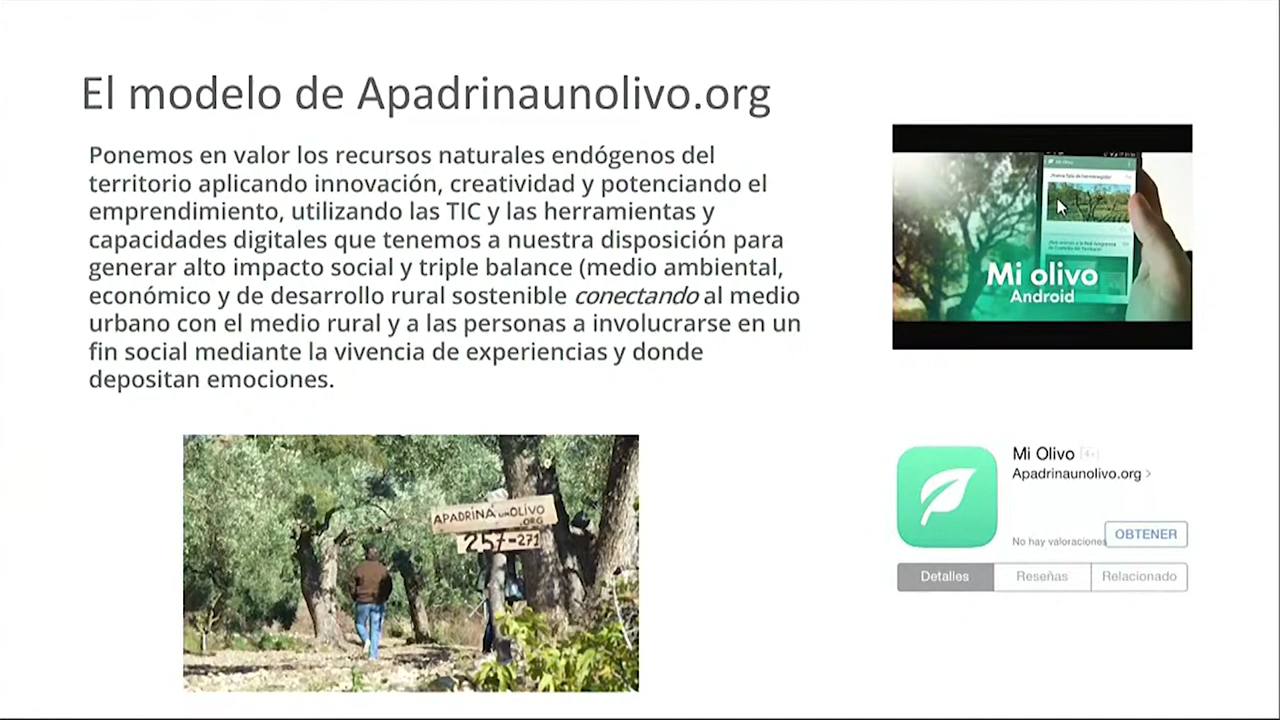 El modelo de Apadrinaunolivo.org
Ponemos en valor los recursos naturales endógenos del
territorio aplicando innovación, creatividad y potenciando el
emprendimiento, utilizando las TIC y las herramientas y
capacidades digitales que tenemos a nuestra disposición para
generar alto impacto social y triple balance (medio ambiental,
económico y de desarrollo rural sostenible conectando al medio
urbano con el medio rural y a las personas a involucrarse en un
fin social mediante la vivencia de experiencias y donde
depositan emociones.
Mi olivo
Android
APADRINA UN OLIVO
.ORG
257-271
Mi Olivo 4+
Apadrinaunolivo.org >
No hay valoraciones
OBTENER
Detalles Reseñas Relacionado